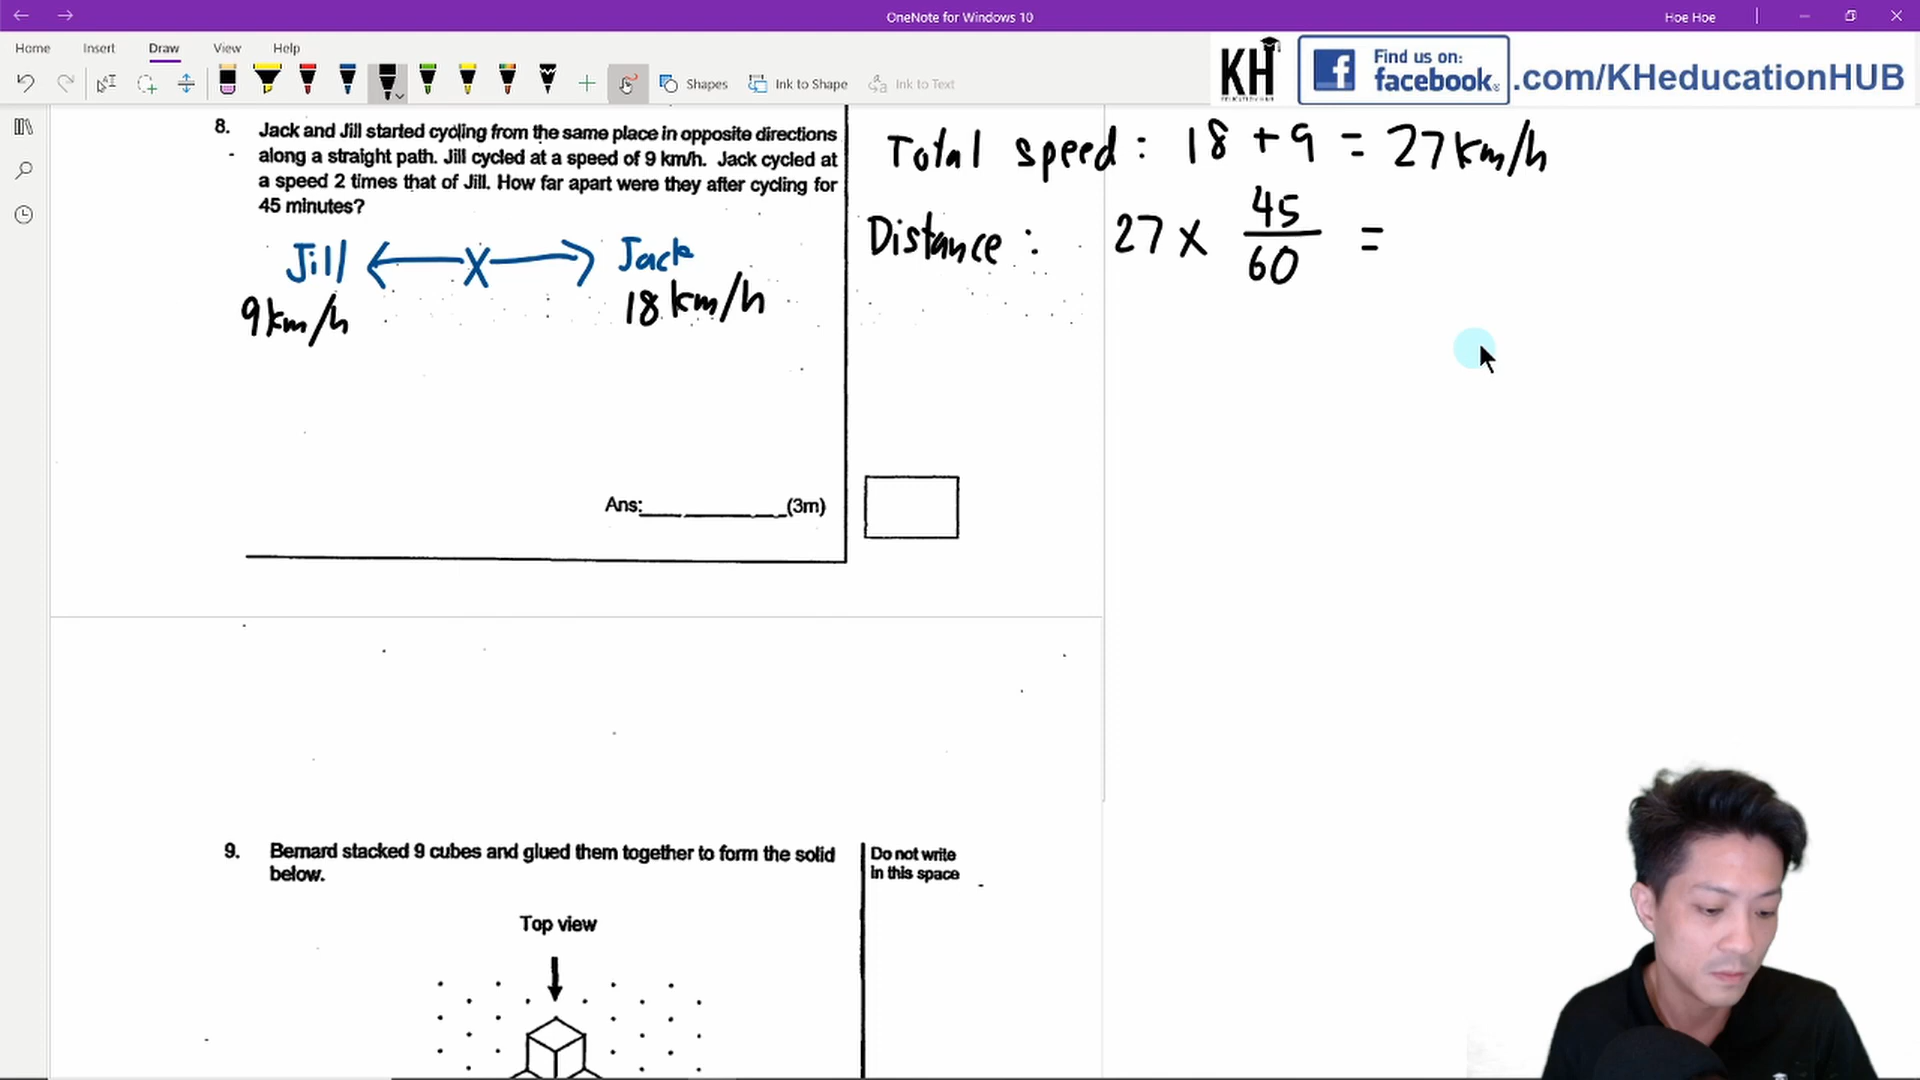 OneNote for Windows 10
Hoe Hoe
Home Insert Draw View Help
Shapes Ink to Shape Ink to Text
KH
Find us on:
facebook .com/KHeducationHUB
8. Jack and Jill started cycling from the same place in opposite directions
along a straight path. Jill cycled at a speed of 9 km/h. Jack cycled at
a speed 2 times that of Jill. How far apart were they after cycling for
45 minutes?
Jill X Jack
9km/h 18km/h
Ans:____________(3m)
Total speed: 18 + 9 = 27km/h
Distance: 27 x 45/60 =
9. Bernard stacked 9 cubes and glued them together to form the solid
below.
Top view
Do not write
in this space